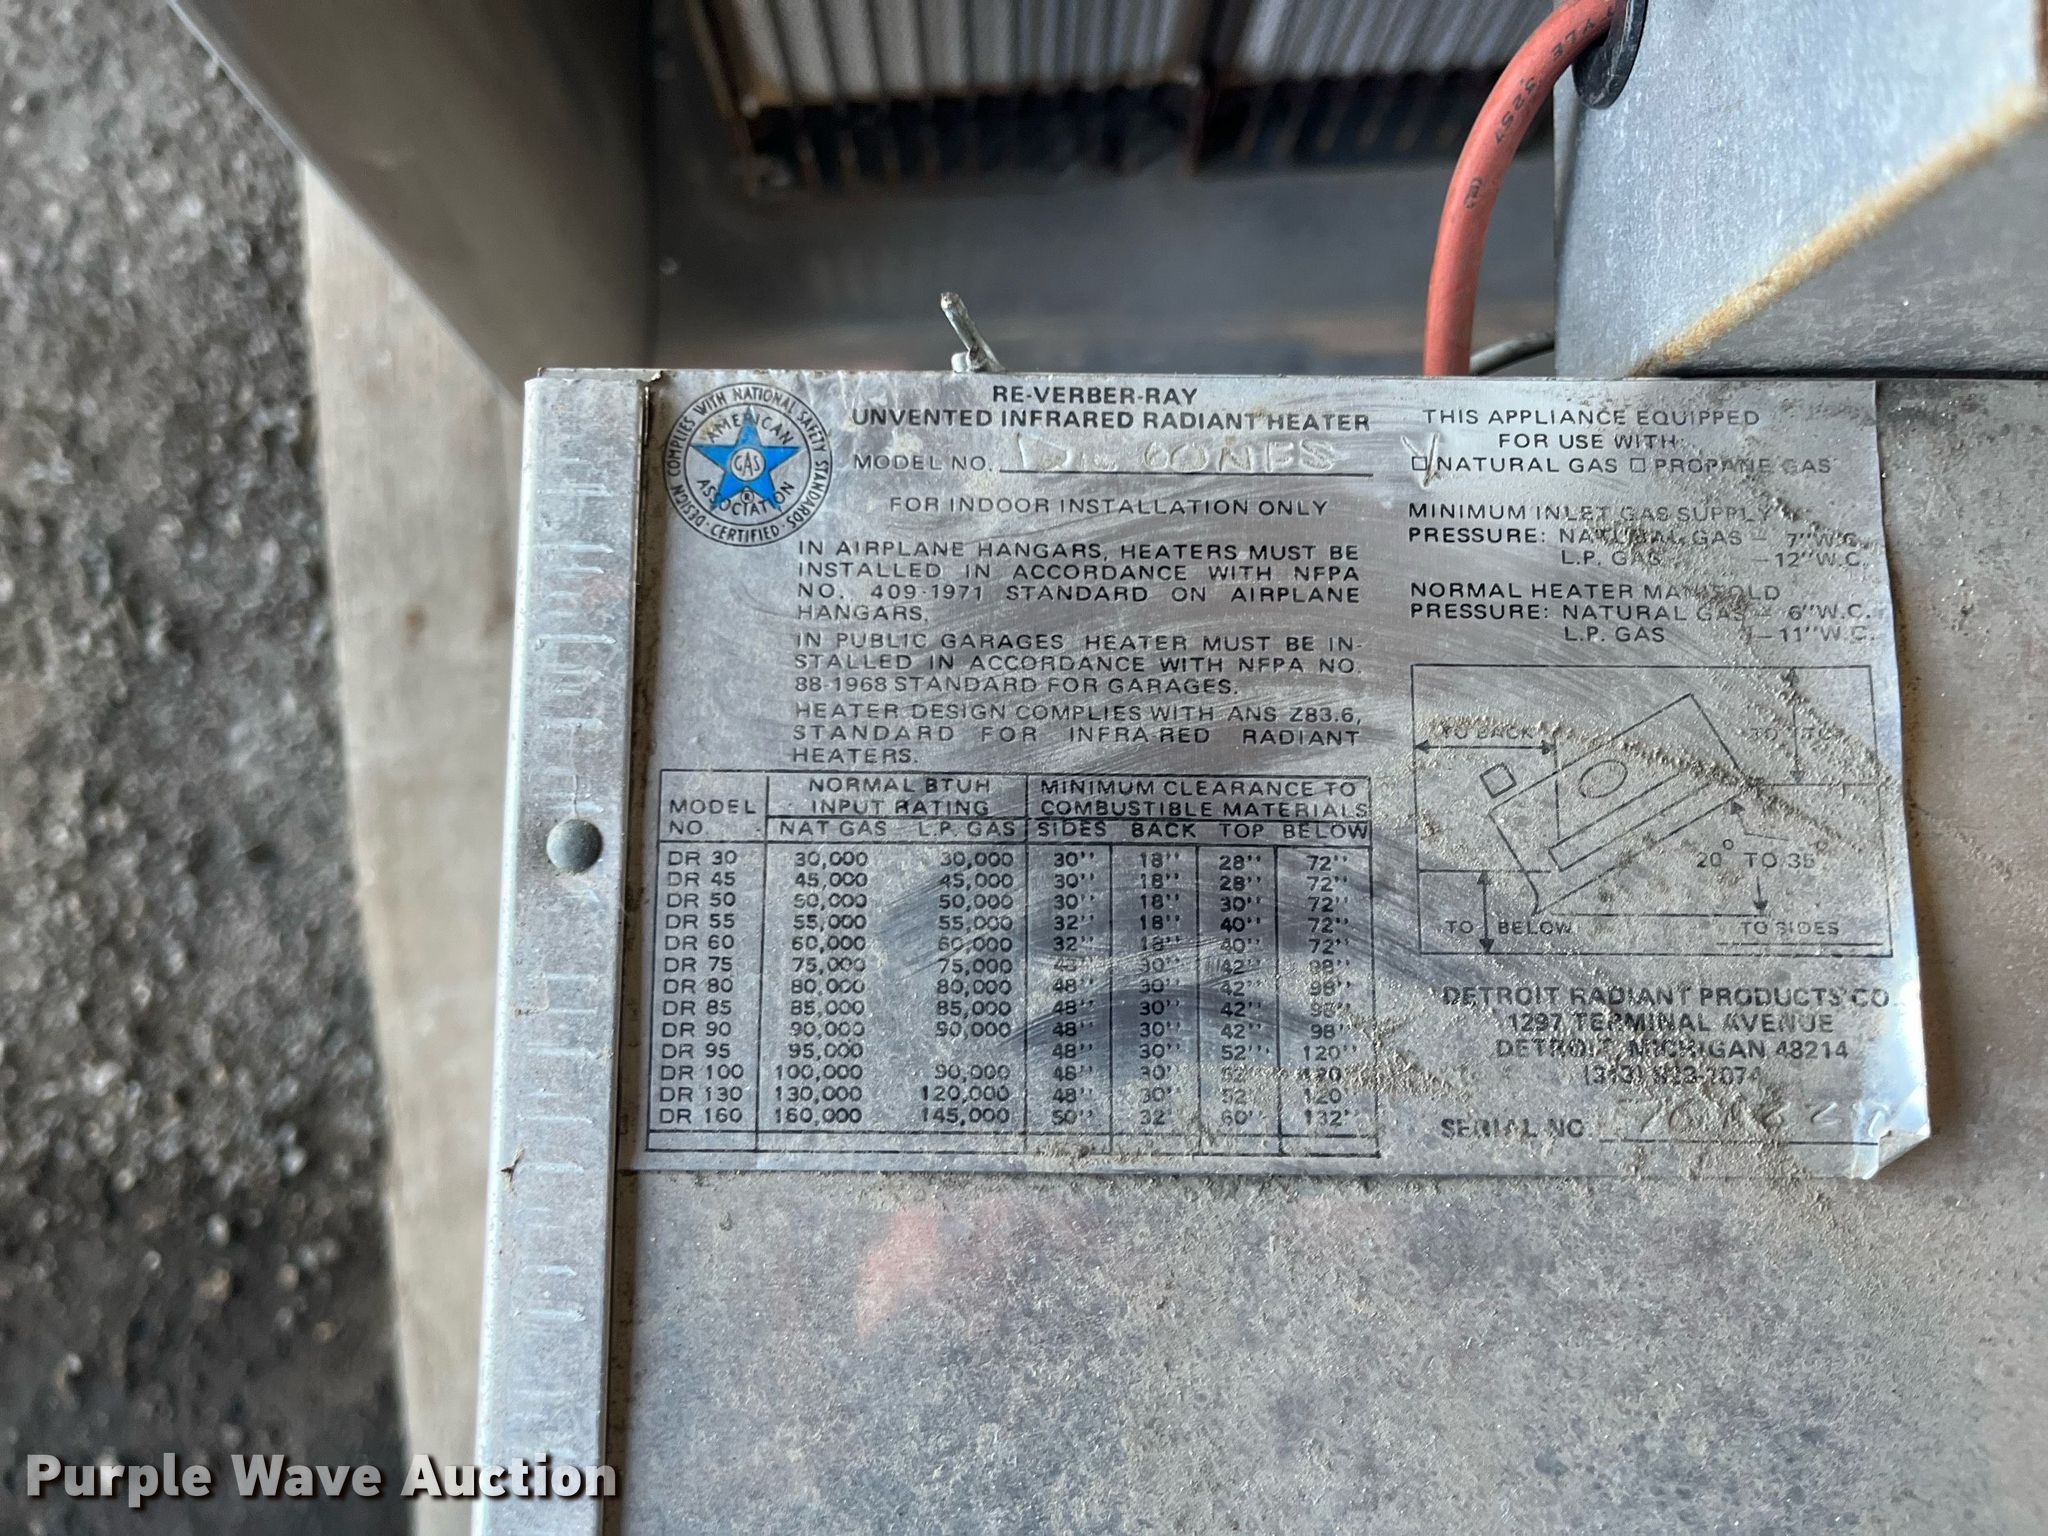 DESIGN COMPLIES WITH NATIONAL SAFETY STANDARDS
AMERICAN
GAS
ASSOCIATION
®
CERTIFIED
RE-VERBER-RAY
UNVENTED INFRARED RADIANT HEATER
MODEL NO.
FOR INDOOR INSTALLATION ONLY
IN AIRPLANE HANGARS, HEATERS MUST BE
INSTALLED IN ACCORDANCE WITH NFPA
NO. 409-1971 STANDARD ON AIRPLANE
HANGARS.
IN PUBLIC GARAGES HEATER MUST BE IN-
STALLED IN ACCORDANCE WITH NFPA NO.
88-1968 STANDARD FOR GARAGES.
HEATER DESIGN COMPLIES WITH ANS Z83.6,
STANDARD FOR INFRA-RED RADIANT
HEATERS.
MODEL NO. NORMAL BTUH INPUT RATING MINIMUM CLEARANCE TO COMBUSTIBLE MATERIALS
NAT GAS L.P. GAS SIDES BACK TOP BELOW
DR 30 30,000 30,000 30" 18" 28" 72"
DR 45 45,000 45,000 30" 18" 28" 72"
DR 50 50,000 50,000 30" 18" 30" 72"
DR 55 55,000 55,000 32" 18" 40" 72"
DR 60 60,000 60,000 32" 18" 40" 72"
DR 75 75,000 75,000 48" 30" 42" 98"
DR 80 80,000 80,000 48" 30" 42" 98"
DR 85 85,000 85,000 48" 30" 42" 98"
DR 90 90,000 90,000 48" 30" 42" 98"
DR 95 95,000 48" 30" 52" 120"
DR 100 100,000 90,000 48" 30" 52" 120"
DR 130 130,000 120,000 48" 30" 52" 120"
DR 160 160,000 145,000 50" 32" 60" 132"
THIS APPLIANCE EQUIPPED
FOR USE WITH:
NATURAL GAS PROPANE GAS
MINIMUM INLET GAS SUPPLY
PRESSURE: NATURAL GAS - 7"W.C.
L.P. GAS 12"W.C.
NORMAL HEATER MANIFOLD
PRESSURE: NATURAL GAS - 6"W.C.
L.P. GAS - 11"W.C.
TO BACK
TO TOP
20° TO 35°
TO BELOW
TO SIDES
DETROIT RADIANT PRODUCTS CO.
1297 TERMINAL AVENUE
DETROIT, MICHIGAN 48214
SERIAL NO.
Purple Wave Auction